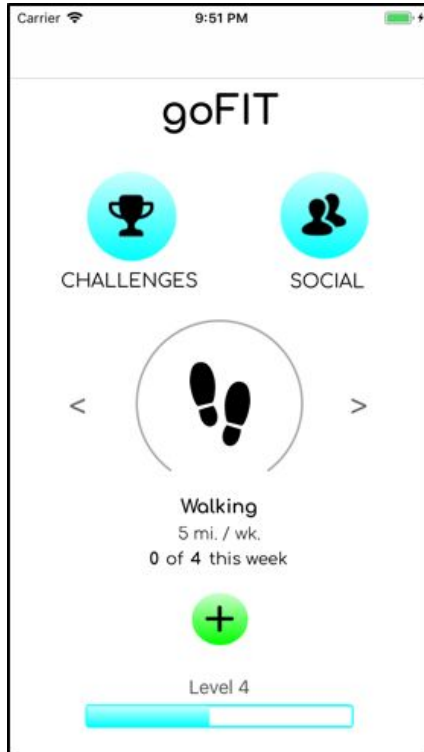 Carrier 9:51 PM
goFIT
CHALLENGES SOCIAL
< >
Walking
5 mi. / wk.
0 of 4 this week
+
Level 4